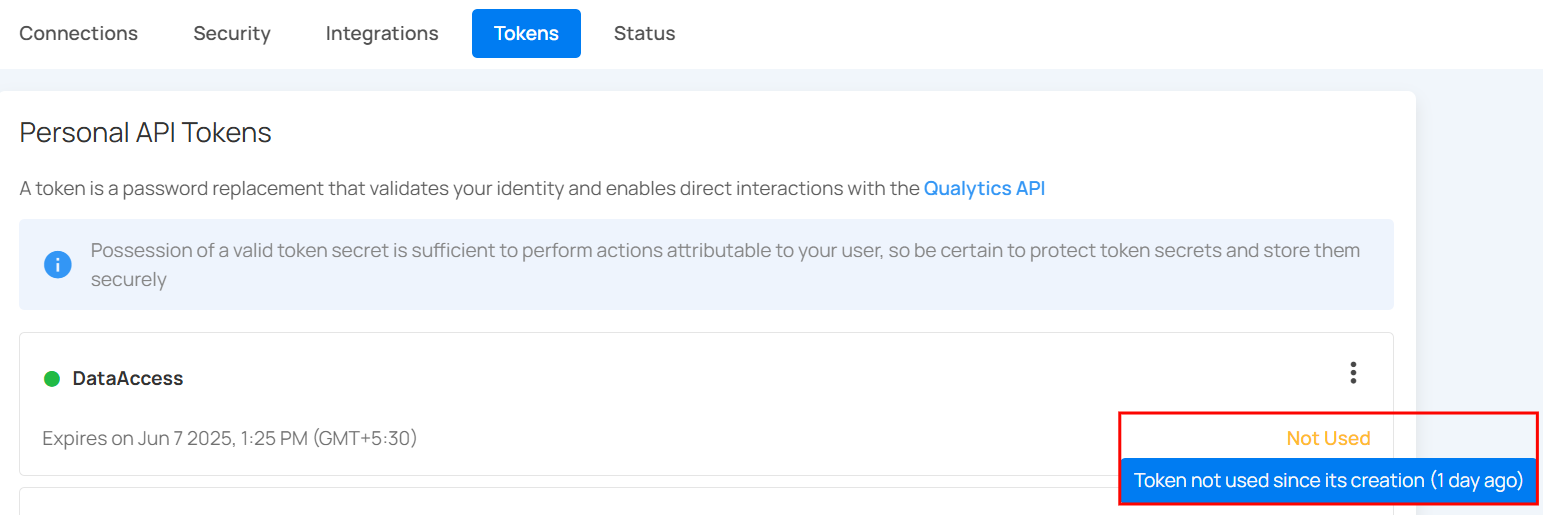 Connections Security Integrations Tokens Status
Personal API Tokens
A token is a password replacement that validates your identity and enables direct interactions with the Qualytics API
Possession of a valid token secret is sufficient to perform actions attributable to your user, so be certain to protect token secrets and store them
securely
DataAccess
Expires on Jun 7 2025, 1:25 PM (GMT+5:30)
Not Used
Token not used since its creation (1 day ago)